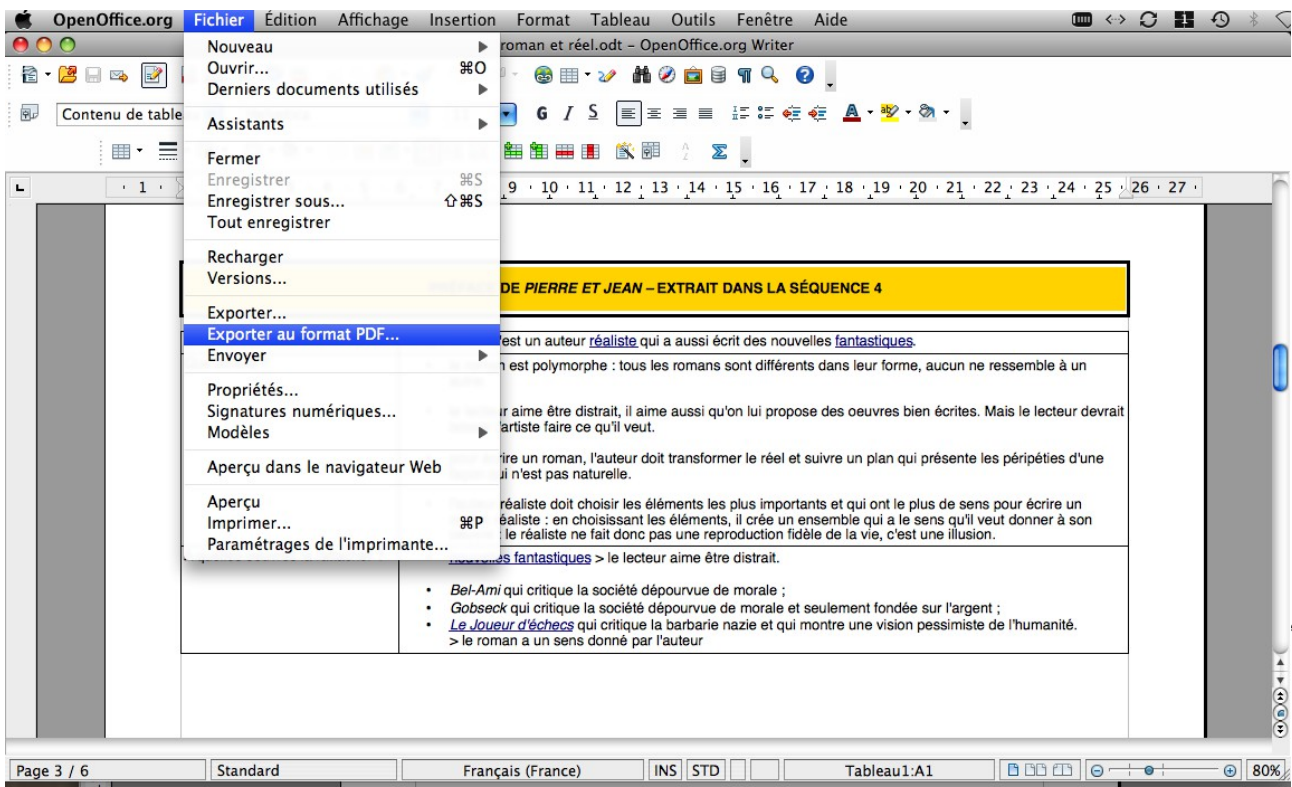 OpenOffice.org Fichier Édition Affichage Insertion Format Tableau Outils Fenêtre Aide
roman et réel.odt – OpenOffice.org Writer
Nouveau
Ouvrir... ⌘O
Derniers documents utilisés
Assistants
Fermer
Enregistrer ⌘S
Enregistrer sous... ⇧⌘S
Tout enregistrer
Recharger
Versions...
Exporter...
Exporter au format PDF...
Envoyer
Propriétés...
Signatures numériques...
Modèles
Aperçu dans le navigateur Web
Aperçu
Imprimer... ⌘P
Paramétrages de l'imprimante...
Contenu de table
G I S
1 9 10 11 12 13 14 15 16 17 18 19 20 21 22 23 24 25 26 27
DE PIERRE ET JEAN – EXTRAIT DANS LA SÉQUENCE 4
'est un auteur réaliste qui a aussi écrit des nouvelles fantastiques.
est polymorphe : tous les romans sont différents dans leur forme, aucun ne ressemble à un
aime être distrait, il aime aussi qu'on lui propose des oeuvres bien écrites. Mais le lecteur devrait
l'artiste faire ce qu'il veut.
un roman, l'auteur doit transformer le réel et suivre un plan qui présente les péripéties d'une
qui n'est pas naturelle.
réaliste doit choisir les éléments les plus importants et qui ont le plus de sens pour écrire un
réaliste : en choisissant les éléments, il crée un ensemble qui a le sens qu'il veut donner à son
le réaliste ne fait donc pas une reproduction fidèle de la vie, c'est une illusion.
nouvelles fantastiques > le lecteur aime être distrait.
• Bel-Ami qui critique la société dépourvue de morale ;
• Gobseck qui critique la société dépourvue de morale et seulement fondée sur l'argent ;
• Le Joueur d'échecs qui critique la barbarie nazie et qui montre une vision pessimiste de l'humanité.
> le roman a un sens donné par l'auteur
Page 3 / 6 Standard Français (France) INS STD Tableau1:A1 80%